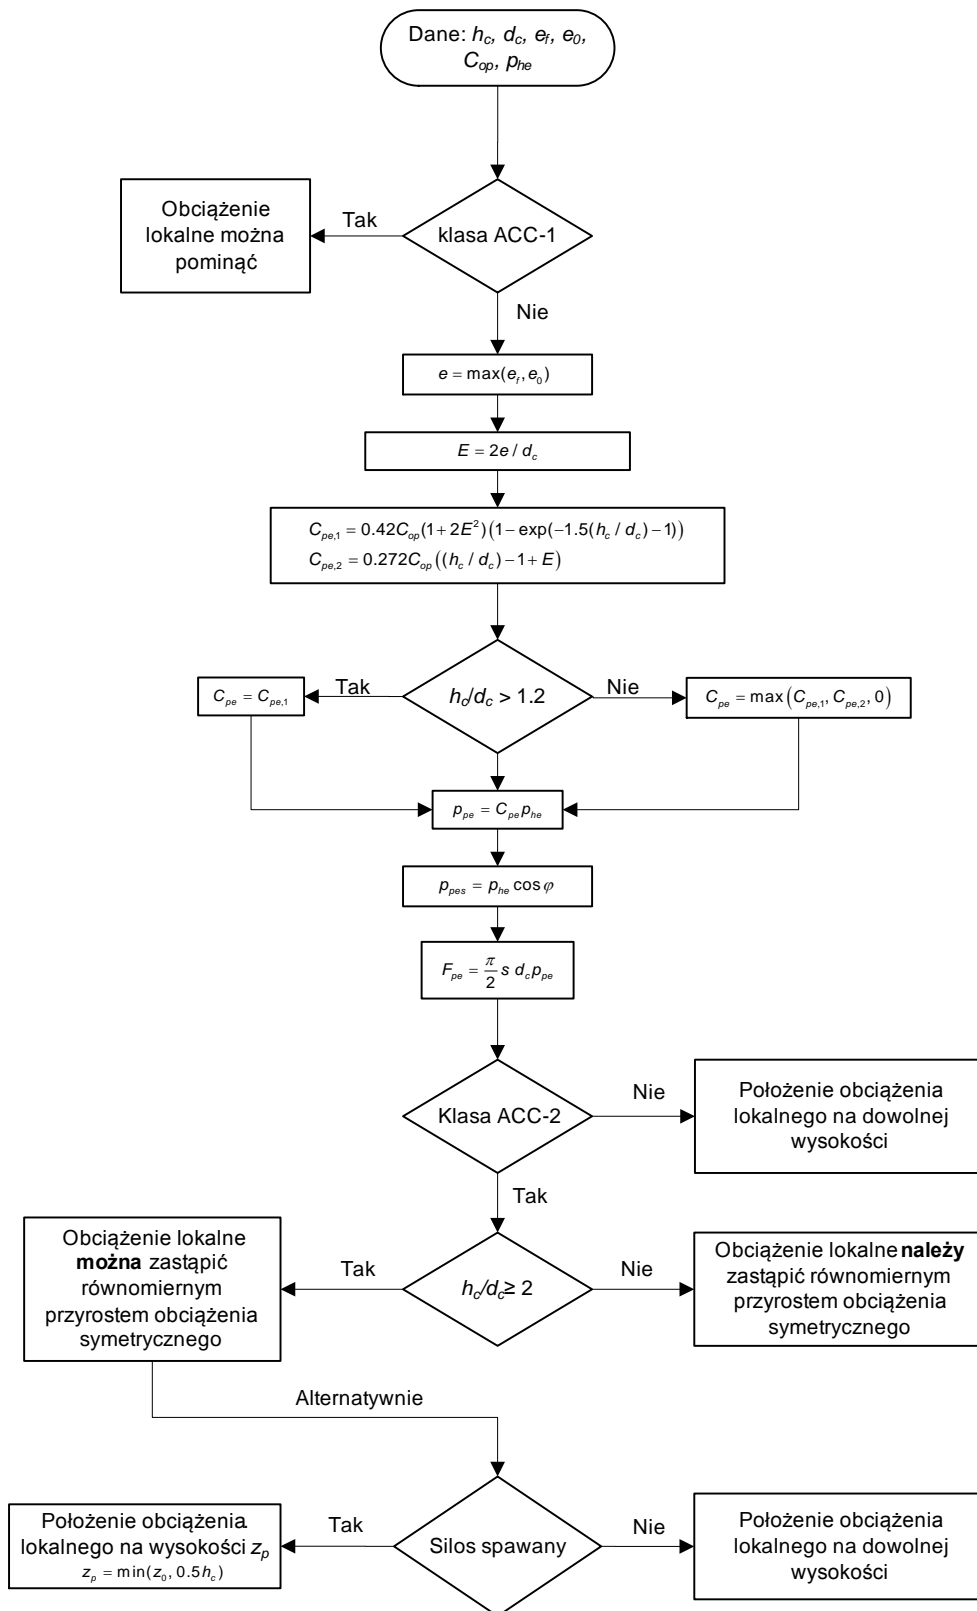 Dane: h_c, d_c, e_f, e_0,
C_op, p_he
Obciążenie
lokalne można
pominąć
Tak
klasa ACC-1
Nie
e = max(e_f, e_0)
E = 2e / d_c
C_pe,1 = 0.42C_op(1+2E²)(1−exp(−1.5(h_c / d_c)−1))
C_pe,2 = 0.272C_op((h_c / d_c)−1+E)
C_pe = C_pe,1
Tak
h_c/d_c > 1.2
Nie
C_pe = max(C_pe,1, C_pe,2, 0)
p_pe = C_pe p_he
p_pes = p_he cos φ
F_pe = π/2 s d_c p_pe
Klasa ACC-2
Nie
Położenie obciążenia
lokalnego na dowolnej
wysokości
Tak
Obciążenie lokalne
można zastąpić
równomiernym
przyrostem obciążenia
symetrycznego
Tak
h_c/d_c ≥ 2
Nie
Obciążenie lokalne należy
zastąpić równomiernym
przyrostem obciążenia
symetrycznego
Alternatywnie
Położenie obciążenia
lokalnego na wysokości z_p
z_p = min(z_0, 0.5h_c)
Tak
Silos spawany
Nie
Położenie obciążenia
lokalnego na dowolnej
wysokości